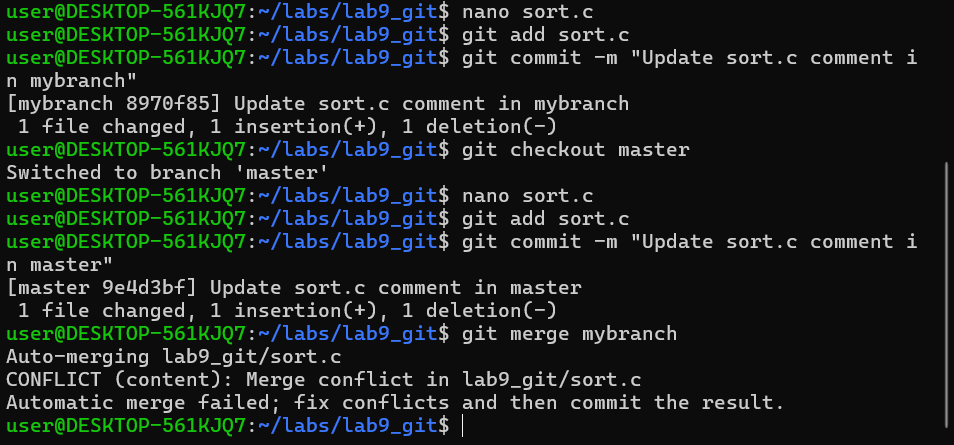 user@DESKTOP-561KJQ7:~/labs/lab9_git$ nano sort.c
user@DESKTOP-561KJQ7:~/labs/lab9_git$ git add sort.c
user@DESKTOP-561KJQ7:~/labs/lab9_git$ git commit -m "Update sort.c comment i
n mybranch"
[mybranch 8970f85] Update sort.c comment in mybranch
 1 file changed, 1 insertion(+), 1 deletion(-)
user@DESKTOP-561KJQ7:~/labs/lab9_git$ git checkout master
Switched to branch 'master'
user@DESKTOP-561KJQ7:~/labs/lab9_git$ nano sort.c
user@DESKTOP-561KJQ7:~/labs/lab9_git$ git add sort.c
user@DESKTOP-561KJQ7:~/labs/lab9_git$ git commit -m "Update sort.c comment i
n master"
[master 9e4d3bf] Update sort.c comment in master
 1 file changed, 1 insertion(+), 1 deletion(-)
user@DESKTOP-561KJQ7:~/labs/lab9_git$ git merge mybranch
Auto-merging lab9_git/sort.c
CONFLICT (content): Merge conflict in lab9_git/sort.c
Automatic merge failed; fix conflicts and then commit the result.
user@DESKTOP-561KJQ7:~/labs/lab9_git$